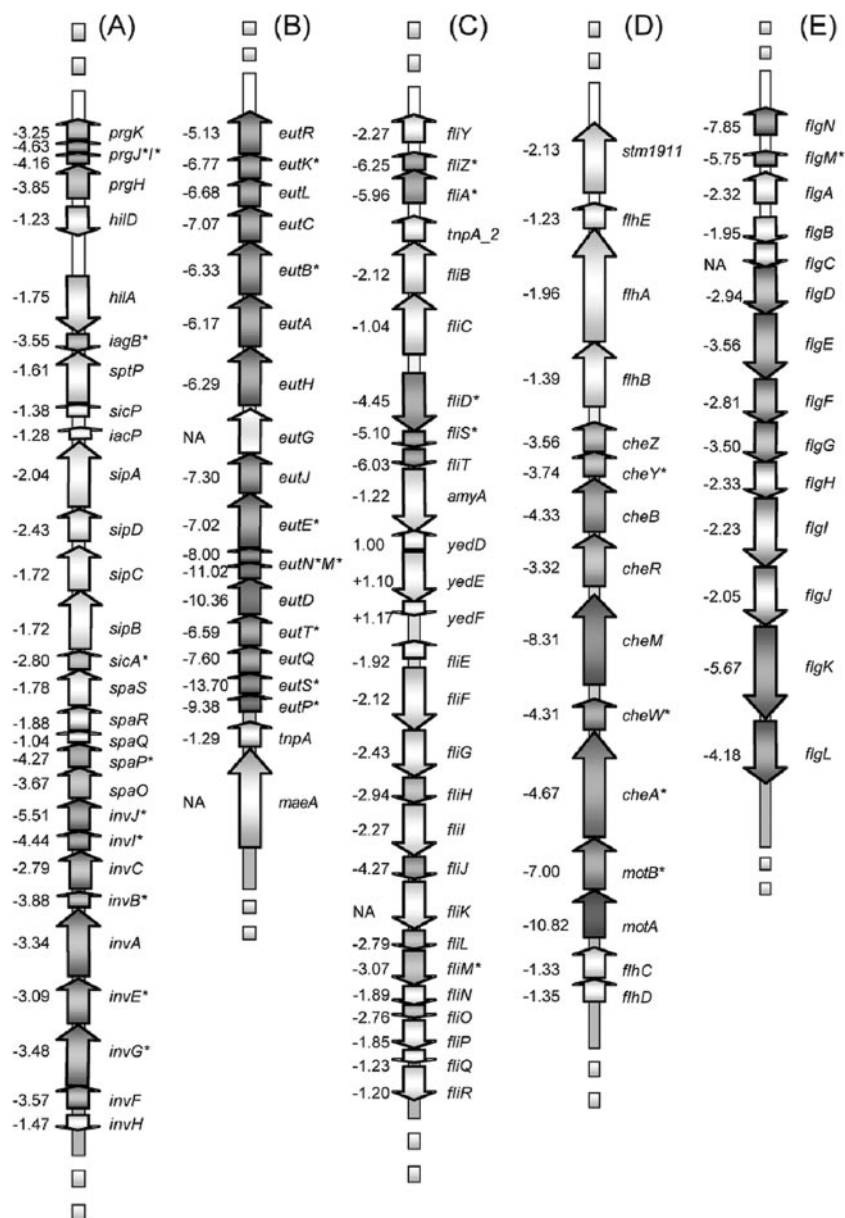 (A)
-3.25 prgK
-4.63
-4.16 prgJ*I*
-3.85 prgH
-1.23 hilD
-1.75 hilA
-3.55 iagB*
-1.61 sptP
-1.38 sicP
-1.28 iacP
-2.04 sipA
-2.43 sipD
-1.72 sipC
-1.72 sipB
-2.80 sicA*
-1.78 spaS
-1.88 spaR
-1.04 spaQ
-4.27 spaP*
-3.67 spaO
-5.51 invJ*
-4.44 invI*
-2.79 invC
-3.88 invB*
-3.34 invA
-3.09 invE*
-3.48 invG*
-3.57 invF
-1.47 invH
(B)
-5.13 eutR
-6.77 eutK*
-6.68 eutL
-7.07 eutC
-6.33 eutB*
-6.17 eutA
-6.29 eutH
NA eutG
-7.30 eutJ
-7.02 eutE*
-8.00
-11.02 eutN*M*
-10.36 eutD
-6.59 eutT*
-7.60 eutQ
-13.70 eutS*
-9.38 eutP*
-1.29 tnpA
NA maeA
(C)
-2.27 fliY
-6.25 fliZ*
-5.96 fliA*
tnpA_2
-2.12 fliB
-1.04 fliC
-4.45 fliD*
-5.10 fliS*
-6.03 fliT
-1.22 amyA
1.00 yedD
+1.10 yedE
+1.17 yedF
-1.92 fliE
-2.12 fliF
-2.43 fliG
-2.94 fliH
-2.27 fliI
-4.27 fliJ
NA fliK
-2.79 fliL
-3.07 fliM*
-1.89 fliN
-2.76 fliO
-1.85 fliP
-1.23 fliQ
-1.20 fliR
(D)
-2.13 stm1911
-1.23 flhE
-1.96 flhA
-1.39 flhB
-3.56 cheZ
-3.74 cheY*
-4.33 cheB
-3.32 cheR
-8.31 cheM
-4.31 cheW*
-4.67 cheA*
-7.00 motB*
-10.82 motA
-1.33 flhC
-1.35 flhD
(E)
-7.85 flgN
-5.75 flgM*
-2.32 flgA
-1.95 flgB
NA flgC
-2.94 flgD
-3.56 flgE
-2.81 flgF
-3.50 flgG
-2.33 flgH
-2.23 flgI
-2.05 flgJ
-5.67 flgK
-4.18 flgL